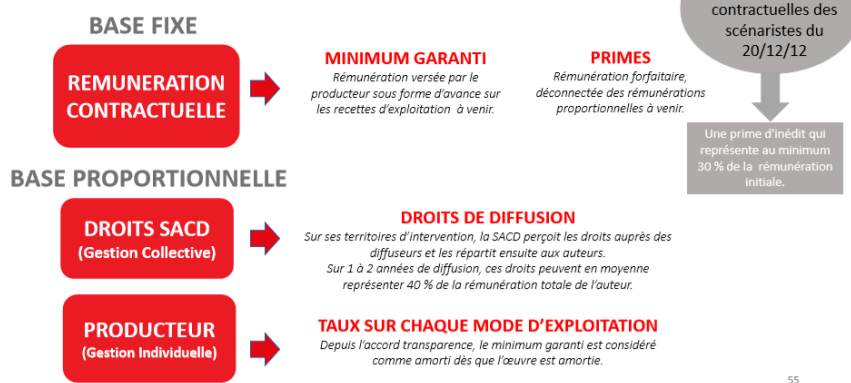 contractuelles des
scénaristes du
20/12/12
BASE FIXE
REMUNERATION
CONTRACTUELLE
MINIMUM GARANTI
Rémunération versée par le
producteur sous forme d'avance sur
les recettes d'exploitation à venir.
PRIMES
Rémunération forfaitaire,
déconnectée des rémunérations
proportionnelles à venir.
Une prime d'inédit qui
représente au minimum
30 % de la rémunération
initiale.
BASE PROPORTIONNELLE
DROITS SACD
(Gestion Collective)
DROITS DE DIFFUSION
Sur ses territoires d'intervention, la SACD perçoit les droits auprès des
diffuseurs et les répartit ensuite aux auteurs.
Sur 1 à 2 années de diffusion, ces droits peuvent en moyenne
représenter 40 % de la rémunération totale de l'auteur.
PRODUCTEUR
(Gestion Individuelle)
TAUX SUR CHAQUE MODE D'EXPLOITATION
Depuis l'accord transparence, le minimum garanti est considéré
comme amorti dès que l'œuvre est amortie.
55